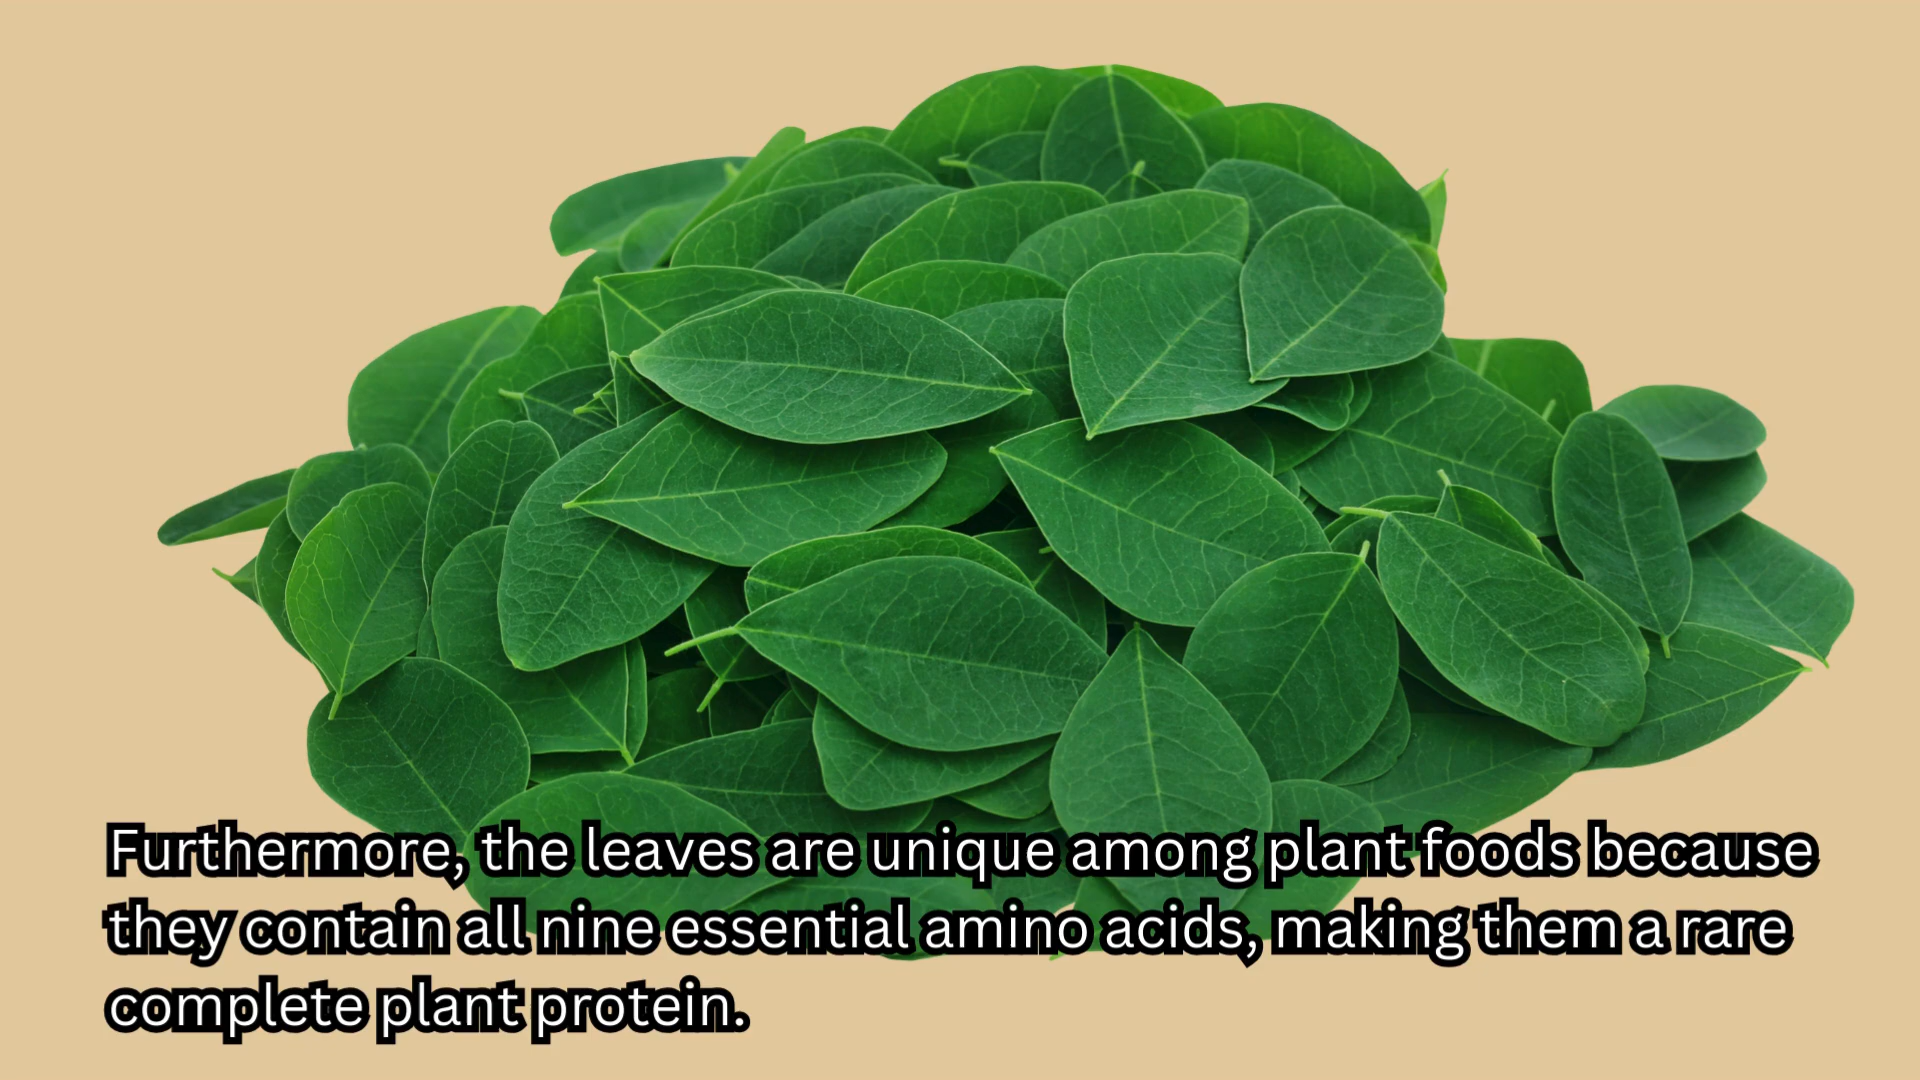 Furthermore, the leaves are unique among plant foods because
they contain all nine essential amino acids, making them a rare
complete plant protein.